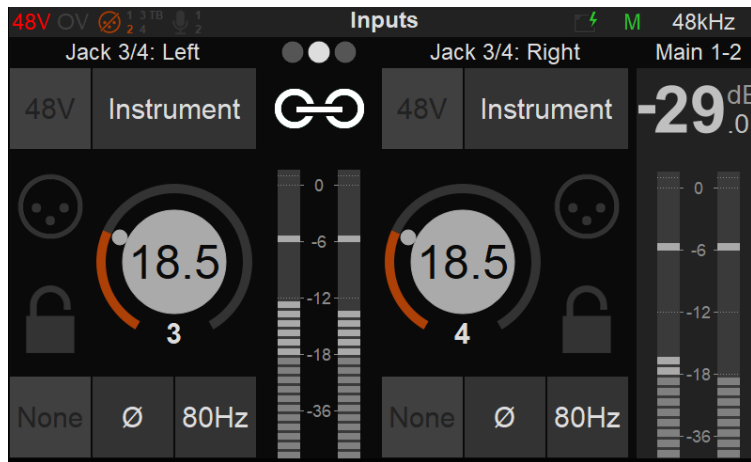 48V OV 1 3 TB 2 4 1 2 Inputs M 48kHz
Jack 3/4: Left Jack 3/4: Right Main 1-2
48V Instrument 48V Instrument -29.0 dB
0 0
-6 -6
18.5 18.5
-12 -12
3 4
-18 -18
None Ø 80Hz -36 None Ø 80Hz -36